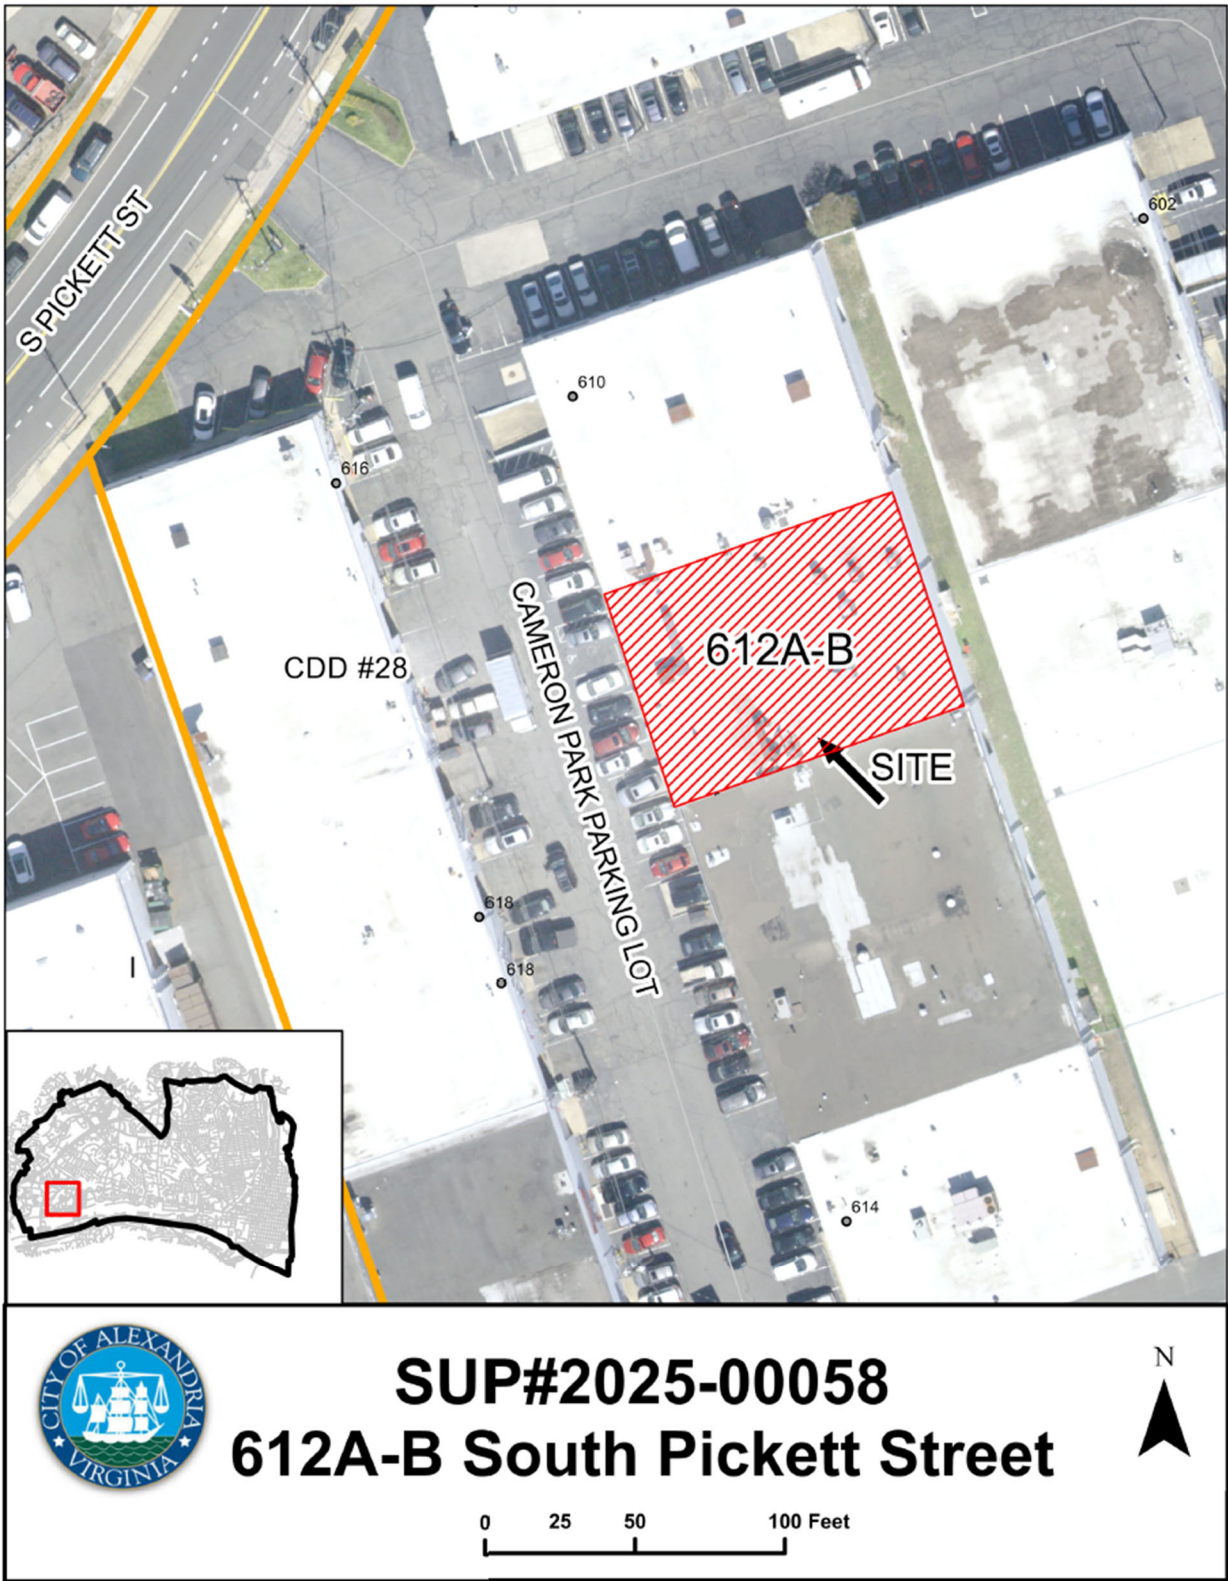 S PICKETT ST
602
610
616
CAMERON PARK PARKING LOT
612A-B
CDD #28
SITE
618
618
I
614
CITY OF ALEXANDRIA
VIRGINIA
SUP#2025-00058
612A-B South Pickett Street
N
0 25 50 100 Feet